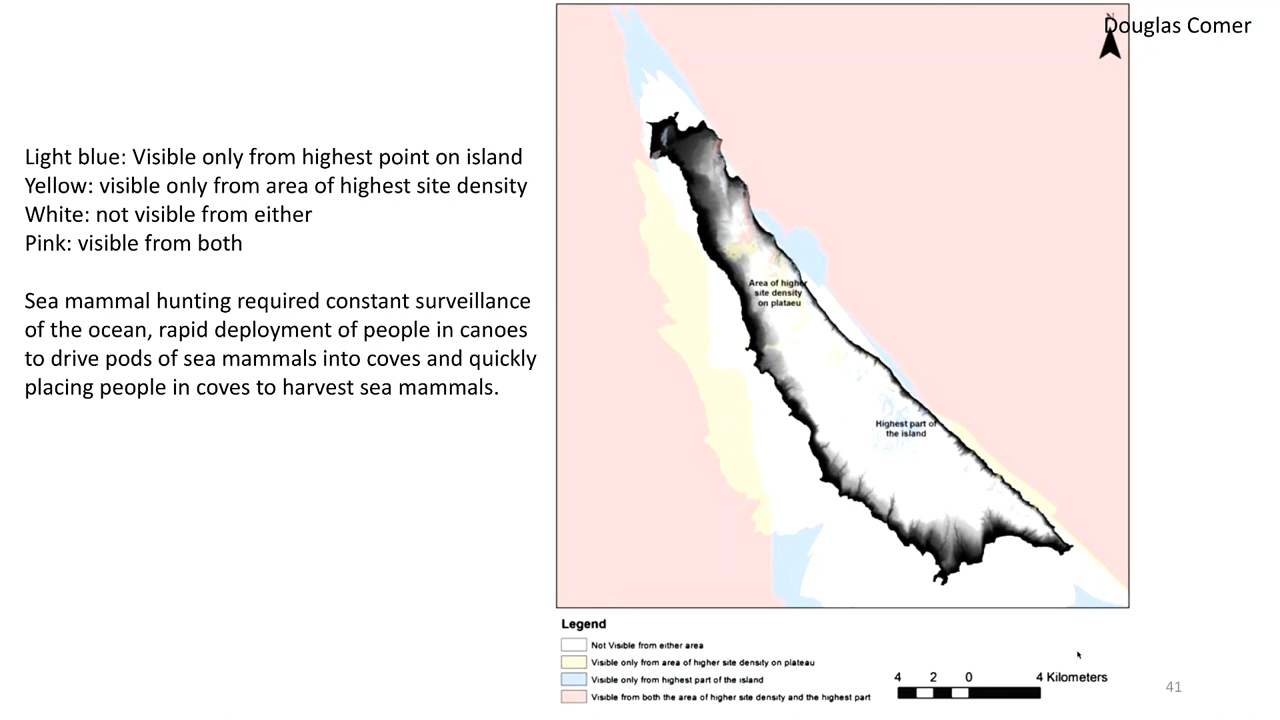 Douglas Comer
Light blue: Visible only from highest point on island
Yellow: visible only from area of highest site density
White: not visible from either
Pink: visible from both
Sea mammal hunting required constant surveillance
of the ocean, rapid deployment of people in canoes
to drive pods of sea mammals into coves and quickly
placing people in coves to harvest sea mammals.
N
Area of higher
site density
on plataeu
Highest part of
the island
Legend
Not Visible from either area
Visible only from area of higher site density on plateau
Visible only from highest part of the island
Visible from both the area of higher site density and the highest part
4 2 0 4 Kilometers
41